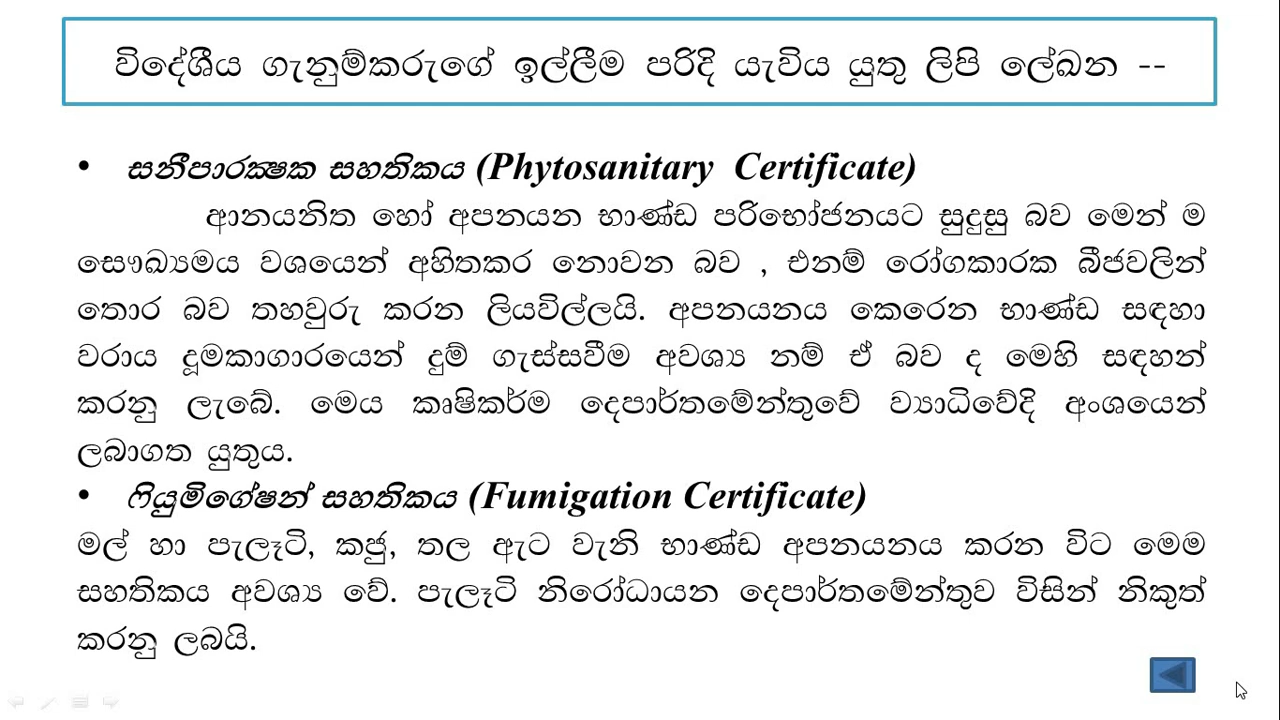 විදේශීය ගැනුම්කරුගේ ඉල්ලීම පරිදි යැවිය යුතු ලිපි ලේඛන --
• සනීපාරක්‍ෂක සහතිකය (Phytosanitary Certificate)
ආනයනිත හෝ අපනයන භාණ්ඩ පරිභෝජනයට සුදුසු බව මෙන් ම
සෞඛ්‍යමය වශයෙන් අහිතකර නොවන බව , එනම් රෝගකාරක බීජවලින්
තොර බව තහවුරු කරන ලියවිල්ලයි. අපනයනය කෙරෙන භාණ්ඩ සඳහා
වරාය දූමකාගාරයෙන් දුම් ගැස්සවීම අවශ්‍ය නම් ඒ බව ද මෙහි සඳහන්
කරනු ලැබේ. මෙය කෘෂිකර්ම දෙපාර්තමේන්තුවේ ව්‍යාධිවේදි අංශයෙන්
ලබාගත යුතුය.
• ෆියුමිගේෂන් සහතිකය (Fumigation Certificate)
මල් හා පැලෑටි, කජු, තල ඇට වැනි භාණ්ඩ අපනයනය කරන විට මෙම
සහතිකය අවශ්‍ය වේ. පැලෑටි නිරෝධායන දෙපාර්තමේන්තුව විසින් නිකුත්
කරනු ලබයි.